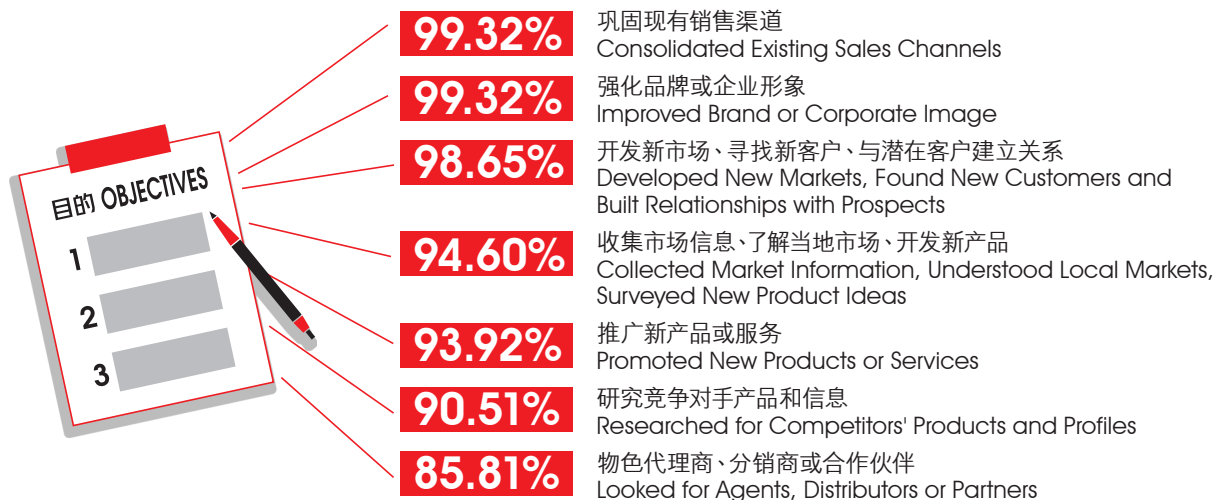 99.32%
巩固现有销售渠道
Consolidated Existing Sales Channels
99.32%
强化品牌或企业形象
Improved Brand or Corporate Image
98.65%
开发新市场、寻找新客户、与潜在客户建立关系
Developed New Markets, Found New Customers and
Built Relationships with Prospects
94.60%
收集市场信息、了解当地市场、开发新产品
Collected Market Information, Understood Local Markets,
Surveyed New Product Ideas
93.92%
推广新产品或服务
Promoted New Products or Services
90.51%
研究竞争对手产品和信息
Researched for Competitors' Products and Profiles
85.81%
物色代理商、分销商或合作伙伴
Looked for Agents, Distributors or Partners
目的 OBJECTIVES
1
2
3